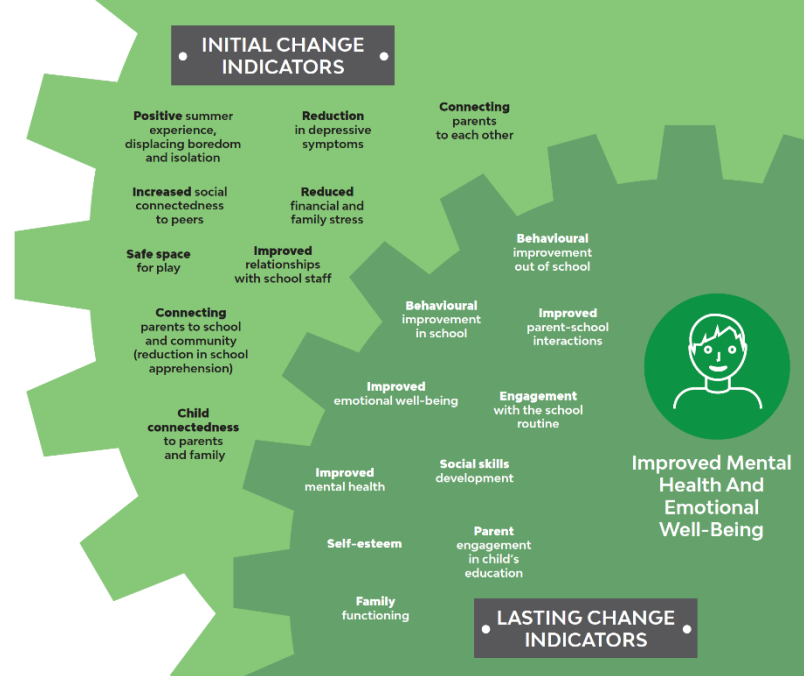 INITIAL CHANGE
INDICATORS
Positive summer
experience,
displacing boredom
and isolation
Reduction
in depressive
symptoms
Connecting
parents
to each other
Increased social
connectedness
to peers
Reduced
financial and
family stress
Safe space
for play
Improved
relationships
with school staff
Connecting
parents to school
and community
(reduction in school
apprehension)
Child
connectedness
to parents
and family
Behavioural
improvement
out of school
Behavioural
improvement
in school
Improved
parent-school
interactions
Improved
emotional well-being
Engagement
with the school
routine
Improved
mental health
Social skills
development
Self-esteem
Parent
engagement
in child's
education
Family
functioning
Improved Mental
Health And
Emotional
Well-Being
LASTING CHANGE
INDICATORS